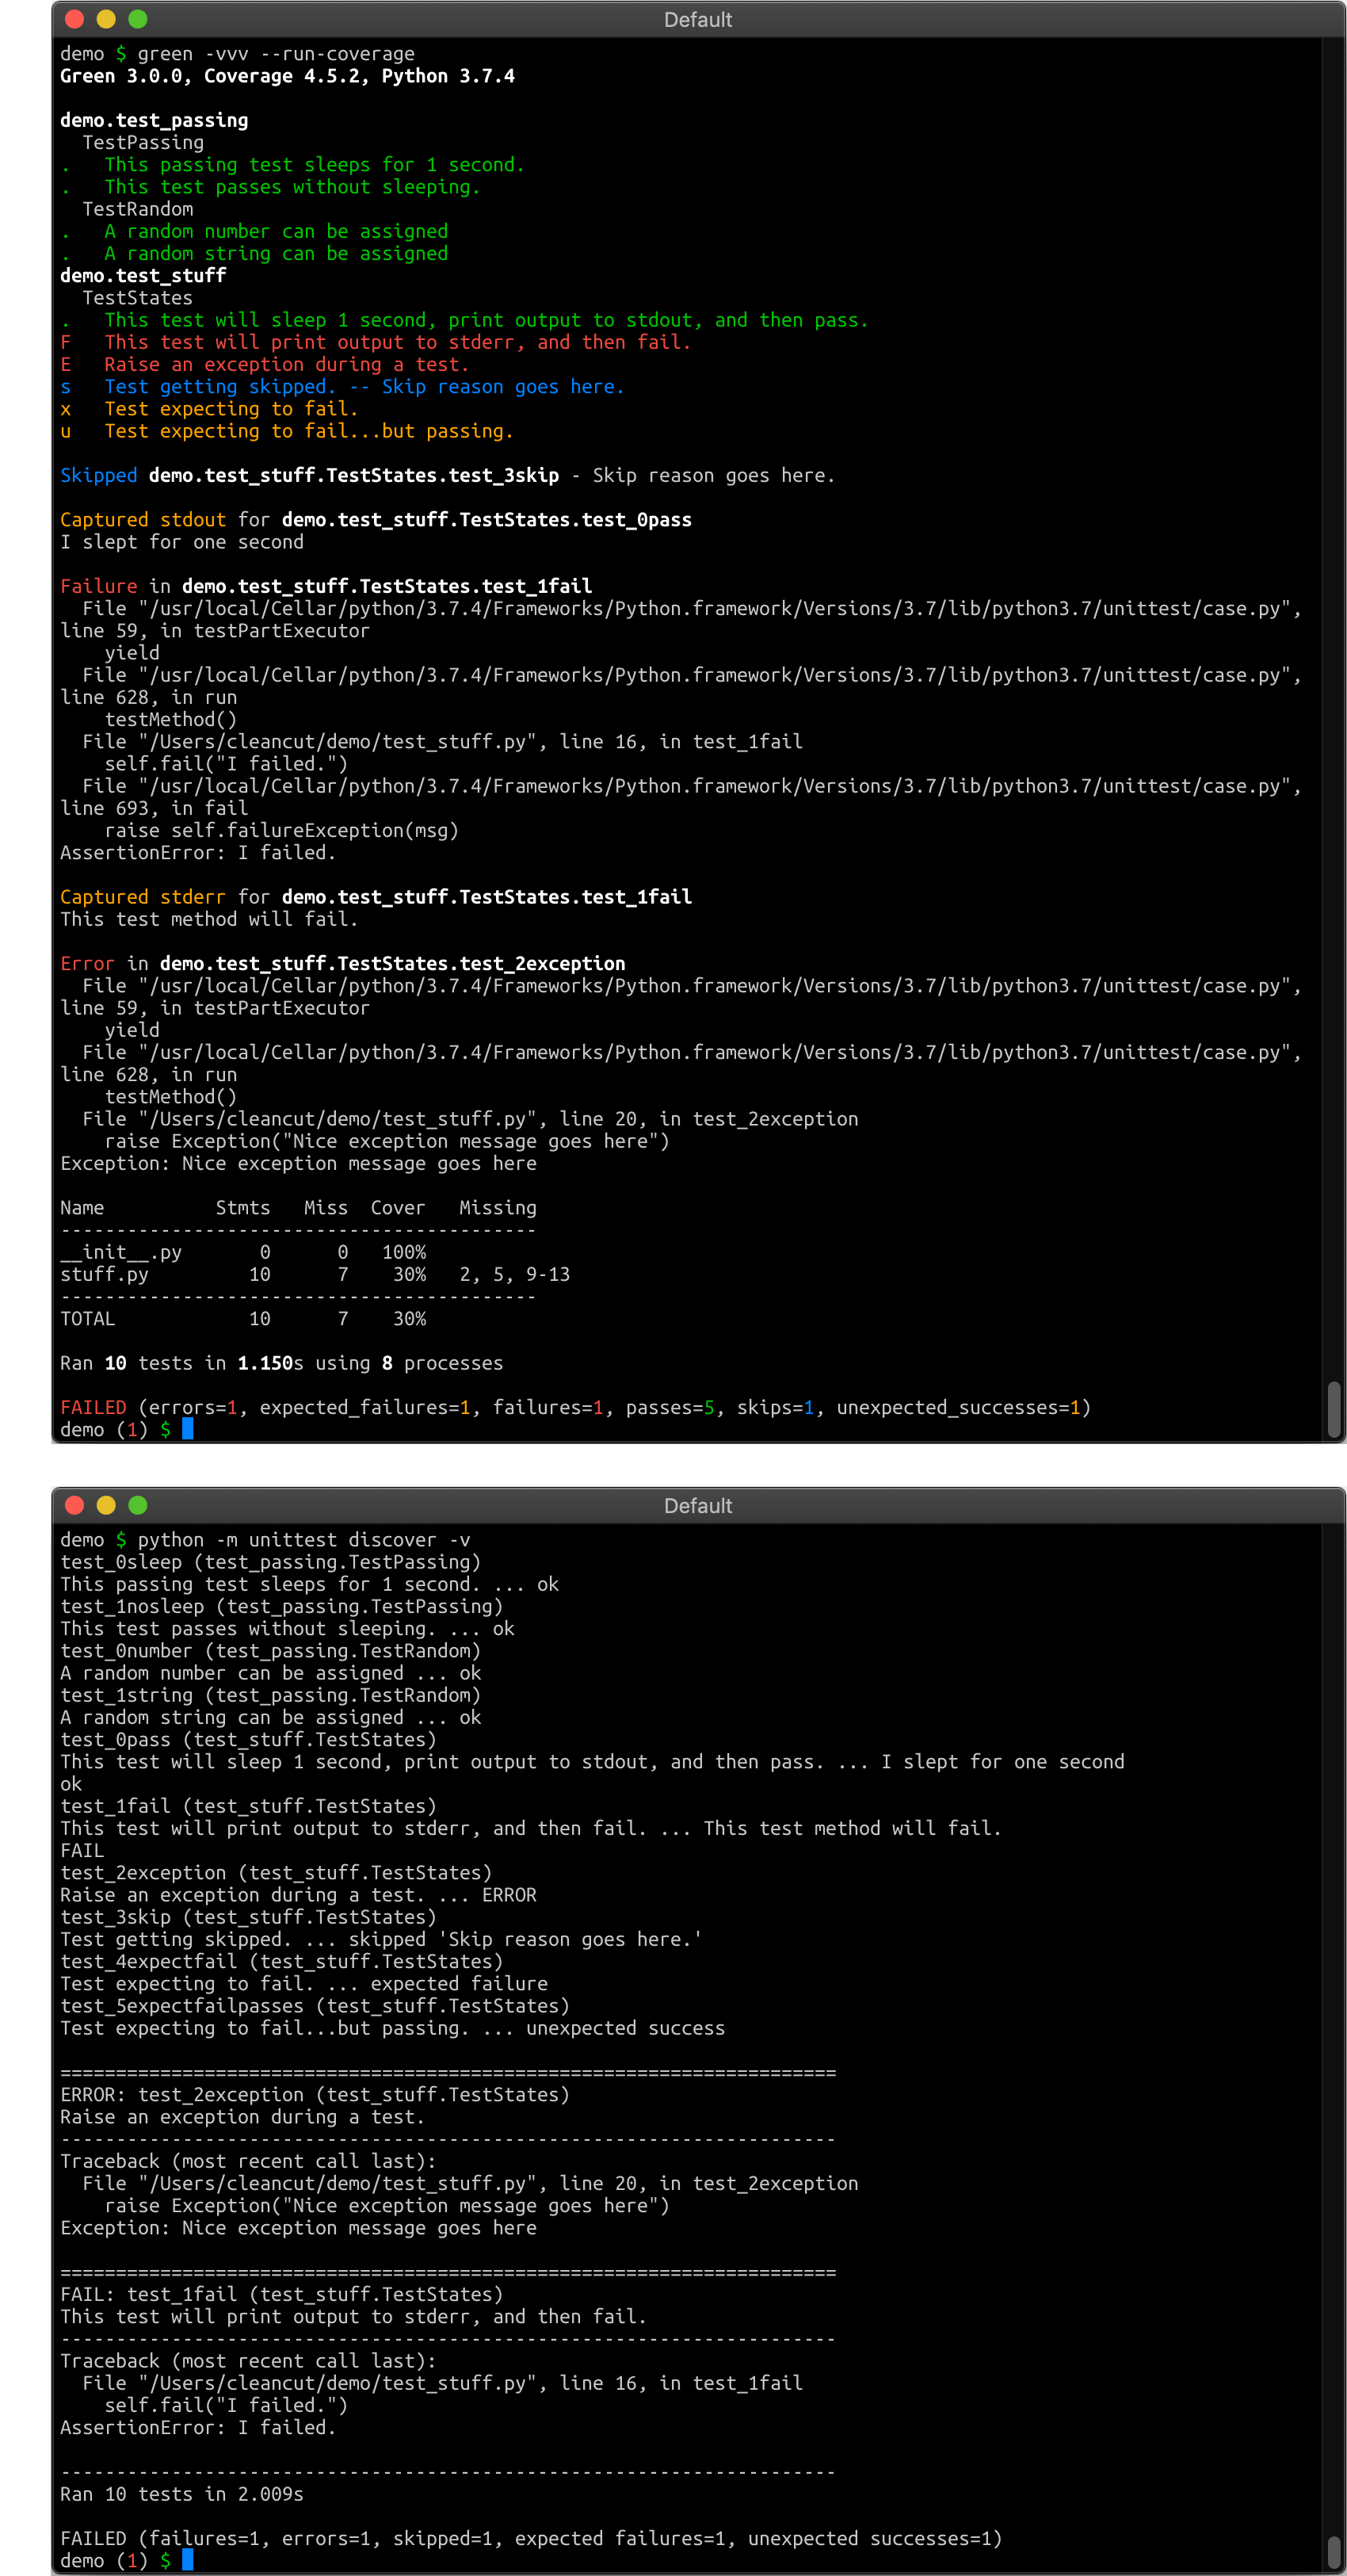 Default
demo $ green -vvv --run-coverage
Green 3.0.0, Coverage 4.5.2, Python 3.7.4

demo.test_passing
  TestPassing
.   This passing test sleeps for 1 second.
.   This test passes without sleeping.
  TestRandom
.   A random number can be assigned
.   A random string can be assigned
demo.test_stuff
  TestStates
.   This test will sleep 1 second, print output to stdout, and then pass.
F   This test will print output to stderr, and then fail.
E   Raise an exception during a test.
s   Test getting skipped. -- Skip reason goes here.
x   Test expecting to fail.
u   Test expecting to fail...but passing.

Skipped demo.test_stuff.TestStates.test_3skip - Skip reason goes here.

Captured stdout for demo.test_stuff.TestStates.test_0pass
I slept for one second

Failure in demo.test_stuff.TestStates.test_1fail
  File "/usr/local/Cellar/python/3.7.4/Frameworks/Python.framework/Versions/3.7/lib/python3.7/unittest/case.py",
line 59, in testPartExecutor
    yield
  File "/usr/local/Cellar/python/3.7.4/Frameworks/Python.framework/Versions/3.7/lib/python3.7/unittest/case.py",
line 628, in run
    testMethod()
  File "/Users/cleancut/demo/test_stuff.py", line 16, in test_1fail
    self.fail("I failed.")
  File "/usr/local/Cellar/python/3.7.4/Frameworks/Python.framework/Versions/3.7/lib/python3.7/unittest/case.py",
line 693, in fail
    raise self.failureException(msg)
AssertionError: I failed.

Captured stderr for demo.test_stuff.TestStates.test_1fail
This test method will fail.

Error in demo.test_stuff.TestStates.test_2exception
  File "/usr/local/Cellar/python/3.7.4/Frameworks/Python.framework/Versions/3.7/lib/python3.7/unittest/case.py",
line 59, in testPartExecutor
    yield
  File "/usr/local/Cellar/python/3.7.4/Frameworks/Python.framework/Versions/3.7/lib/python3.7/unittest/case.py",
line 628, in run
    testMethod()
  File "/Users/cleancut/demo/test_stuff.py", line 20, in test_2exception
    raise Exception("Nice exception message goes here")
Exception: Nice exception message goes here

Name          Stmts   Miss  Cover   Missing
-------------------------------------------
__init__.py       0      0   100%
stuff.py         10      7    30%   2, 5, 9-13
-------------------------------------------
TOTAL            10      7    30%

Ran 10 tests in 1.150s using 8 processes

FAILED (errors=1, expected_failures=1, failures=1, passes=5, skips=1, unexpected_successes=1)
demo (1) $

Default
demo $ python -m unittest discover -v
test_0sleep (test_passing.TestPassing)
This passing test sleeps for 1 second. ... ok
test_1nosleep (test_passing.TestPassing)
This test passes without sleeping. ... ok
test_0number (test_passing.TestRandom)
A random number can be assigned ... ok
test_1string (test_passing.TestRandom)
A random string can be assigned ... ok
test_0pass (test_stuff.TestStates)
This test will sleep 1 second, print output to stdout, and then pass. ... I slept for one second
ok
test_1fail (test_stuff.TestStates)
This test will print output to stderr, and then fail. ... This test method will fail.
FAIL
test_2exception (test_stuff.TestStates)
Raise an exception during a test. ... ERROR
test_3skip (test_stuff.TestStates)
Test getting skipped. ... skipped 'Skip reason goes here.'
test_4expectfail (test_stuff.TestStates)
Test expecting to fail. ... expected failure
test_5expectfailpasses (test_stuff.TestStates)
Test expecting to fail...but passing. ... unexpected success

======================================================================
ERROR: test_2exception (test_stuff.TestStates)
Raise an exception during a test.
----------------------------------------------------------------------
Traceback (most recent call last):
  File "/Users/cleancut/demo/test_stuff.py", line 20, in test_2exception
    raise Exception("Nice exception message goes here")
Exception: Nice exception message goes here

======================================================================
FAIL: test_1fail (test_stuff.TestStates)
This test will print output to stderr, and then fail.
----------------------------------------------------------------------
Traceback (most recent call last):
  File "/Users/cleancut/demo/test_stuff.py", line 16, in test_1fail
    self.fail("I failed.")
AssertionError: I failed.

----------------------------------------------------------------------
Ran 10 tests in 2.009s

FAILED (failures=1, errors=1, skipped=1, expected failures=1, unexpected successes=1)
demo (1) $